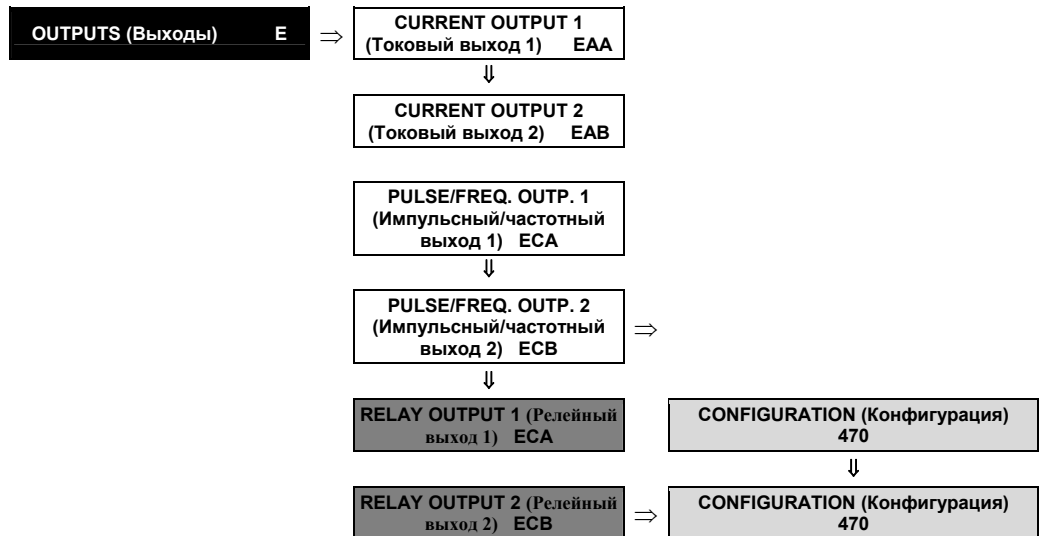 OUTPUTS (Выходы) E ⇒
CURRENT OUTPUT 1
(Токовый выход 1) EAA
⇓
CURRENT OUTPUT 2
(Токовый выход 2) EAB
PULSE/FREQ. OUTP. 1
(Импульсный/частотный
выход 1) ECA
⇓
PULSE/FREQ. OUTP. 2
(Импульсный/частотный
выход 2) ECB
⇒
⇓
RELAY OUTPUT 1 (Релейный
выход 1) ECA
CONFIGURATION (Конфигурация)
470
⇓
RELAY OUTPUT 2 (Релейный
выход 2) ECB
⇒
CONFIGURATION (Конфигурация)
470